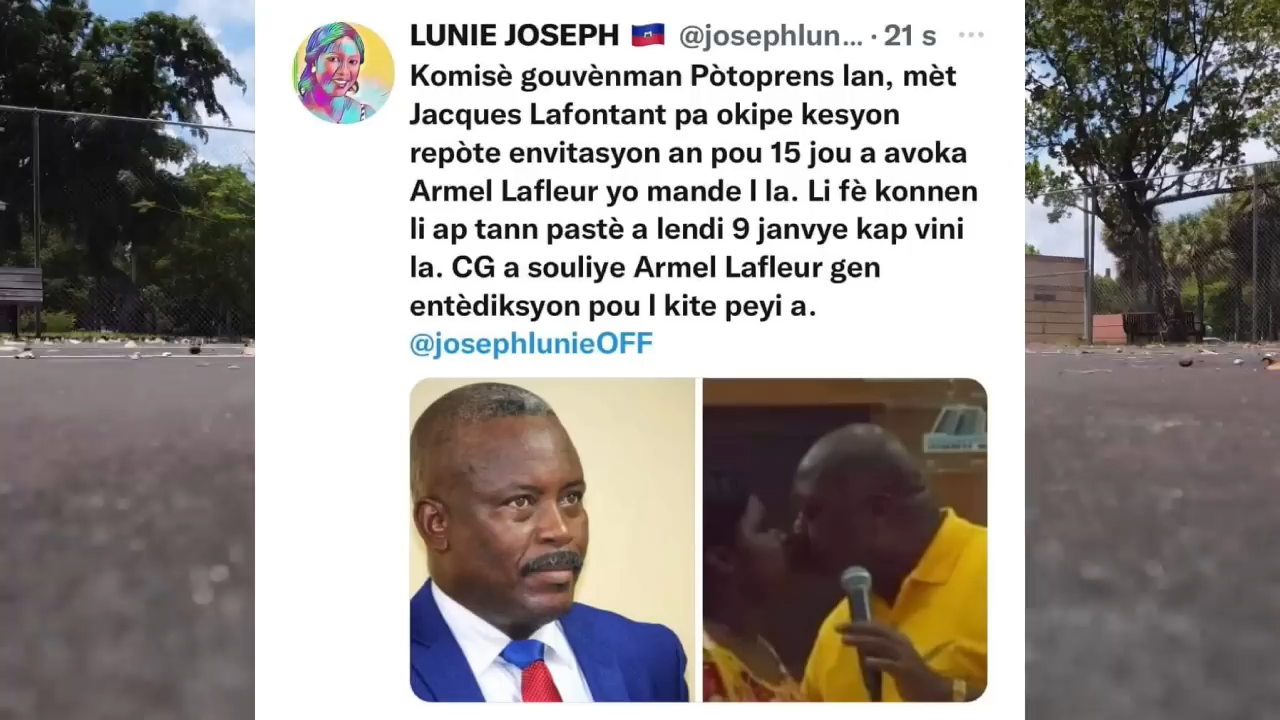 LUNIE JOSEPH 🇭🇹 @josephlun... · 21 s ...
Komisè gouvènman Pòtoprens lan, mèt
Jacques Lafontant pa okipe kesyon
repòte envitasyon an pou 15 jou a avoka
Armel Lafleur yo mande l la. Li fè konnen
li ap tann pastè a lendi 9 janvye kap vini
la. CG a souliye Armel Lafleur gen
entèdiksyon pou l kite peyi a.
@josephlunieOFF